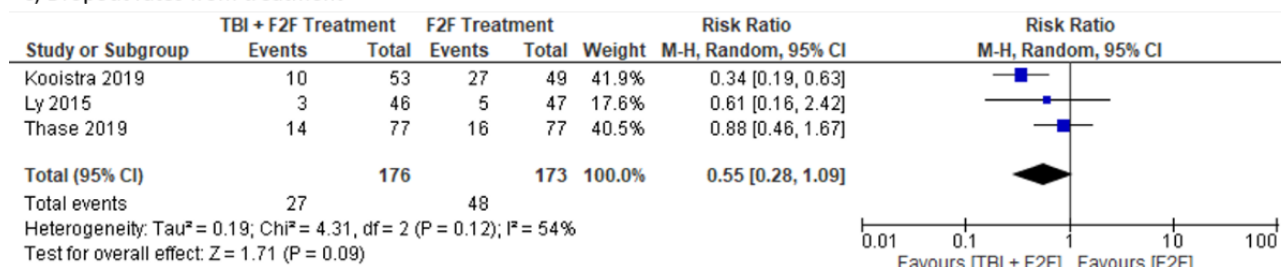 TBI + F2F Treatment F2F Treatment Risk Ratio Risk Ratio
Study or Subgroup Events Total Events Total Weight M-H, Random, 95% CI M-H, Random, 95% CI
Kooistra 2019 10 53 27 49 41.9% 0.34 [0.19, 0.63]
Ly 2015 3 46 5 47 17.6% 0.61 [0.16, 2.42]
Thase 2019 14 77 16 77 40.5% 0.88 [0.46, 1.67]
Total (95% CI) 176 173 100.0% 0.55 [0.28, 1.09]
Total events 27 48
Heterogeneity: Tau² = 0.19; Chi² = 4.31, df = 2 (P = 0.12); I² = 54%
Test for overall effect: Z = 1.71 (P = 0.09)
0.01 0.1 1 10 100
Favours [TBI + F2F] Favours [F2F]